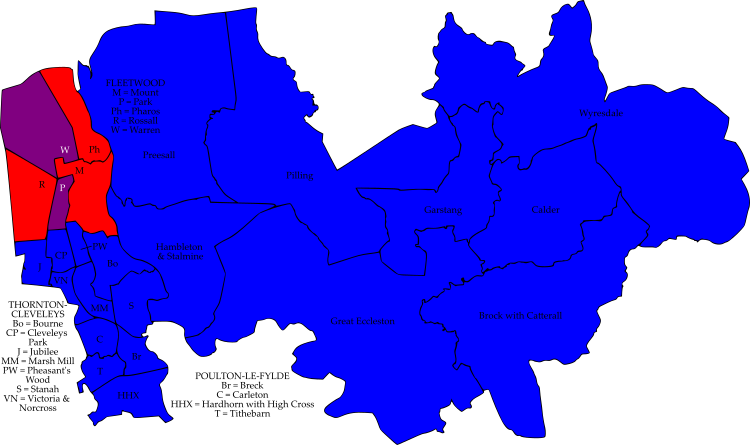 FLEETWOOD
M = Mount
P = Park
Ph = Pharos
R = Rossall
W = Warren
Wyresdale
W
Ph
Preesall
M
Pilling
R
P
Garstang
Calder
PW
Hambleton
& Stalmine
CP
Bo
J
VN
THORNTON-
CLEVELEYS
Bo = Bourne
CP = Cleveleys
Park
J = Jubilee
MM = Marsh Mill
PW = Pheasant's
Wood
S = Stanah
VN = Victoria &
Norcross
MM
S
Great Eccleston
Brock with Catterall
C
Br
T
HHX
POULTON-LE-FYLDE
Br = Breck
C = Carleton
HHX = Hardhorn with High Cross
T = Tithebarn